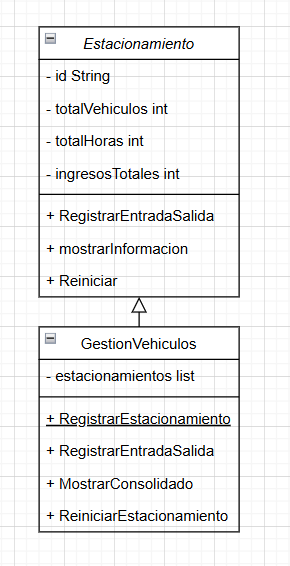 Estacionamiento
- id String
- totalVehiculos int
- totalHoras int
- ingresosTotales int
+ RegistrarEntradaSalida
+ mostrarInformacion
+ Reiniciar
GestionVehiculos
- estacionamientos list
+ RegistrarEstacionamiento
+ RegistrarEntradaSalida
+ MostrarConsolidado
+ ReiniciarEstacionamiento